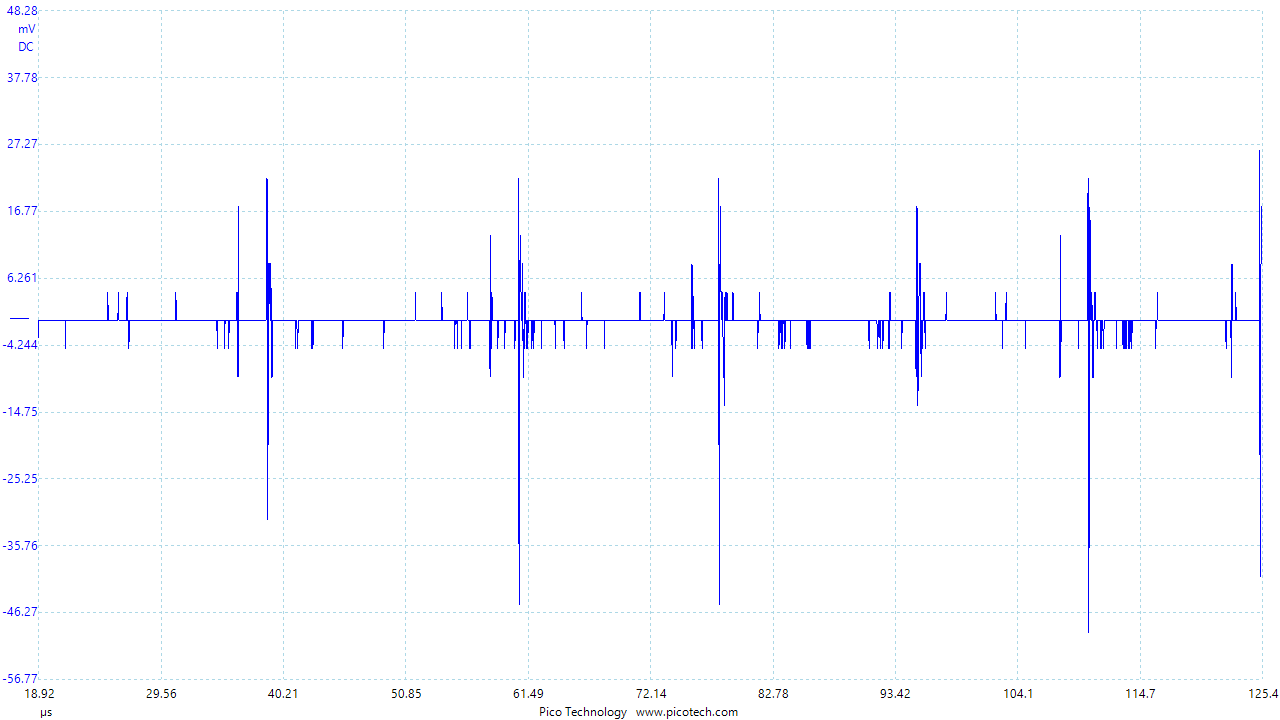 48.28
mV
DC
37.78
27.27
16.77
6.261
-4.244
-14.75
-25.25
-35.76
-46.27
-56.77
18.92 29.56 40.21 50.85 61.49 72.14 82.78 93.42 104.1 114.7 125.4
µs Pico Technology www.picotech.com